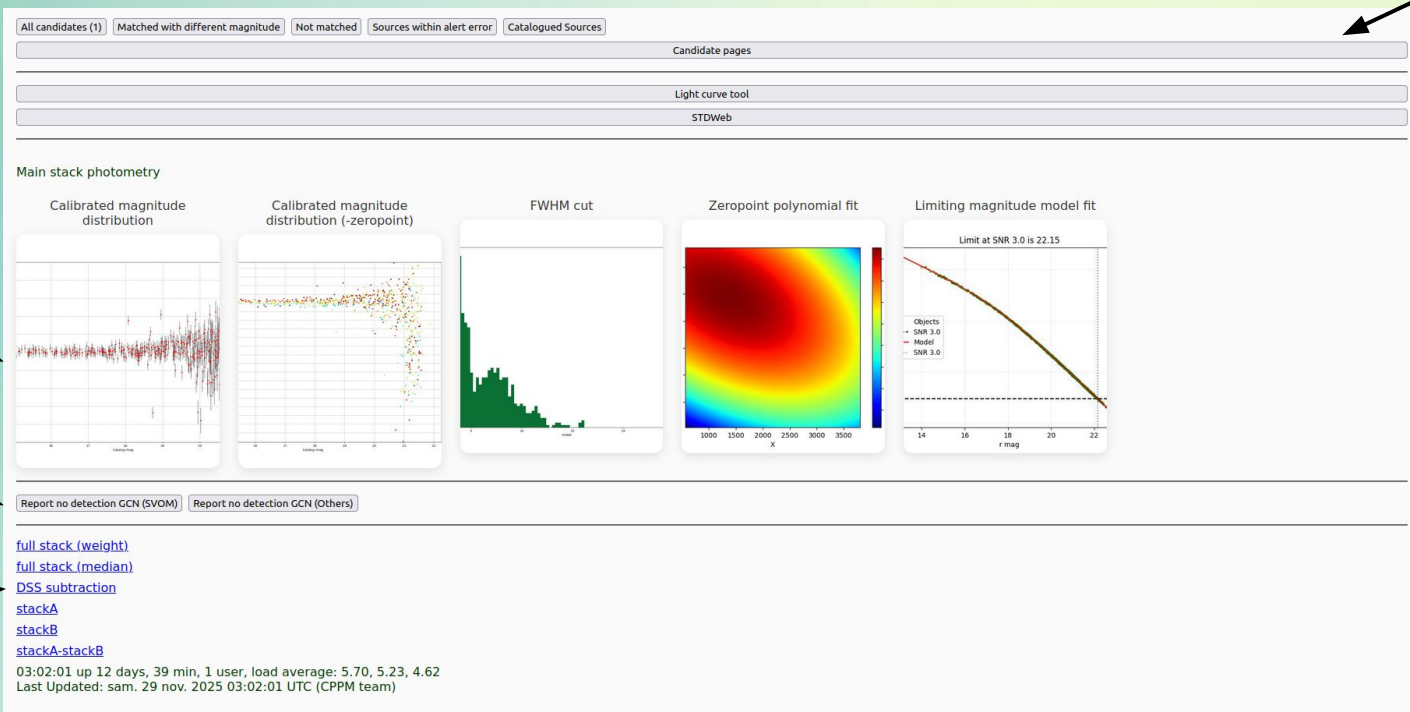 All candidates (1) Matched with different magnitude Not matched Sources within alert error Catalogued Sources
Candidate pages
Light curve tool
STDWeb
Main stack photometry
Calibrated magnitude
distribution
Calibrated magnitude
distribution (-zeropoint)
FWHM cut
Zeropoint polynomial fit
Limiting magnitude model fit
Catalog mag
Catalog mag
1000 1500 2000 2500 3000 3500
X
Limit at SNR 3.0 is 22.15
Objects
SNR 3.0
Model
SNR 3.0
14 16 18 20 22
r mag
Report no detection GCN (SVOM) Report no detection GCN (Others)
full stack (weight)
full stack (median)
DSS subtraction
stackA
stackB
stackA-stackB
03:02:01 up 12 days, 39 min, 1 user, load average: 5.70, 5.23, 4.62
Last Updated: sam. 29 nov. 2025 03:02:01 UTC (CPPM team)